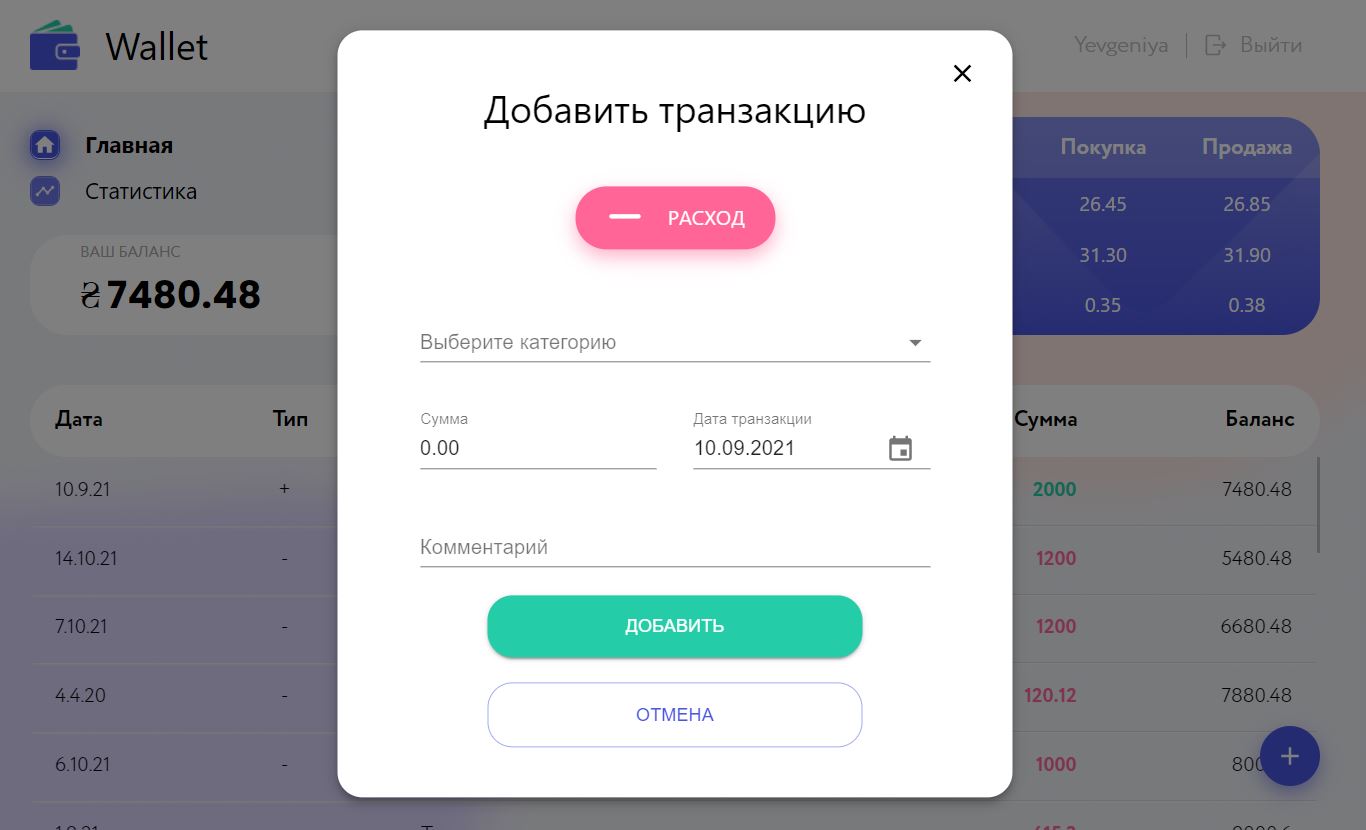 Wallet
Yevgeniya
Выйти
Главная
Статистика
ВАШ БАЛАНС
₴ 7480.48
Покупка Продажа
26.45 26.85
31.30 31.90
0.35 0.38
Дата Тип Сумма Баланс
10.9.21 + 2000 7480.48
14.10.21 - 1200 5480.48
7.10.21 - 1200 6680.48
4.4.20 - 120.12 7880.48
6.10.21 - 1000
+
Добавить транзакцию
РАСХОД
Выберите категорию
Сумма
0.00
Дата транзакции
10.09.2021
Комментарий
ДОБАВИТЬ
ОТМЕНА